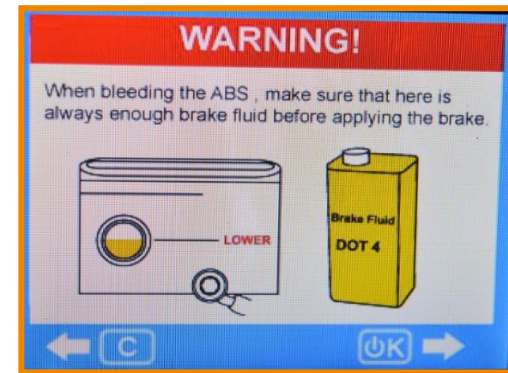 WARNING!
When bleeding the ABS , make sure that here is
always enough brake fluid before applying the brake.
LOWER
Brake Fluid
DOT 4
C
OK